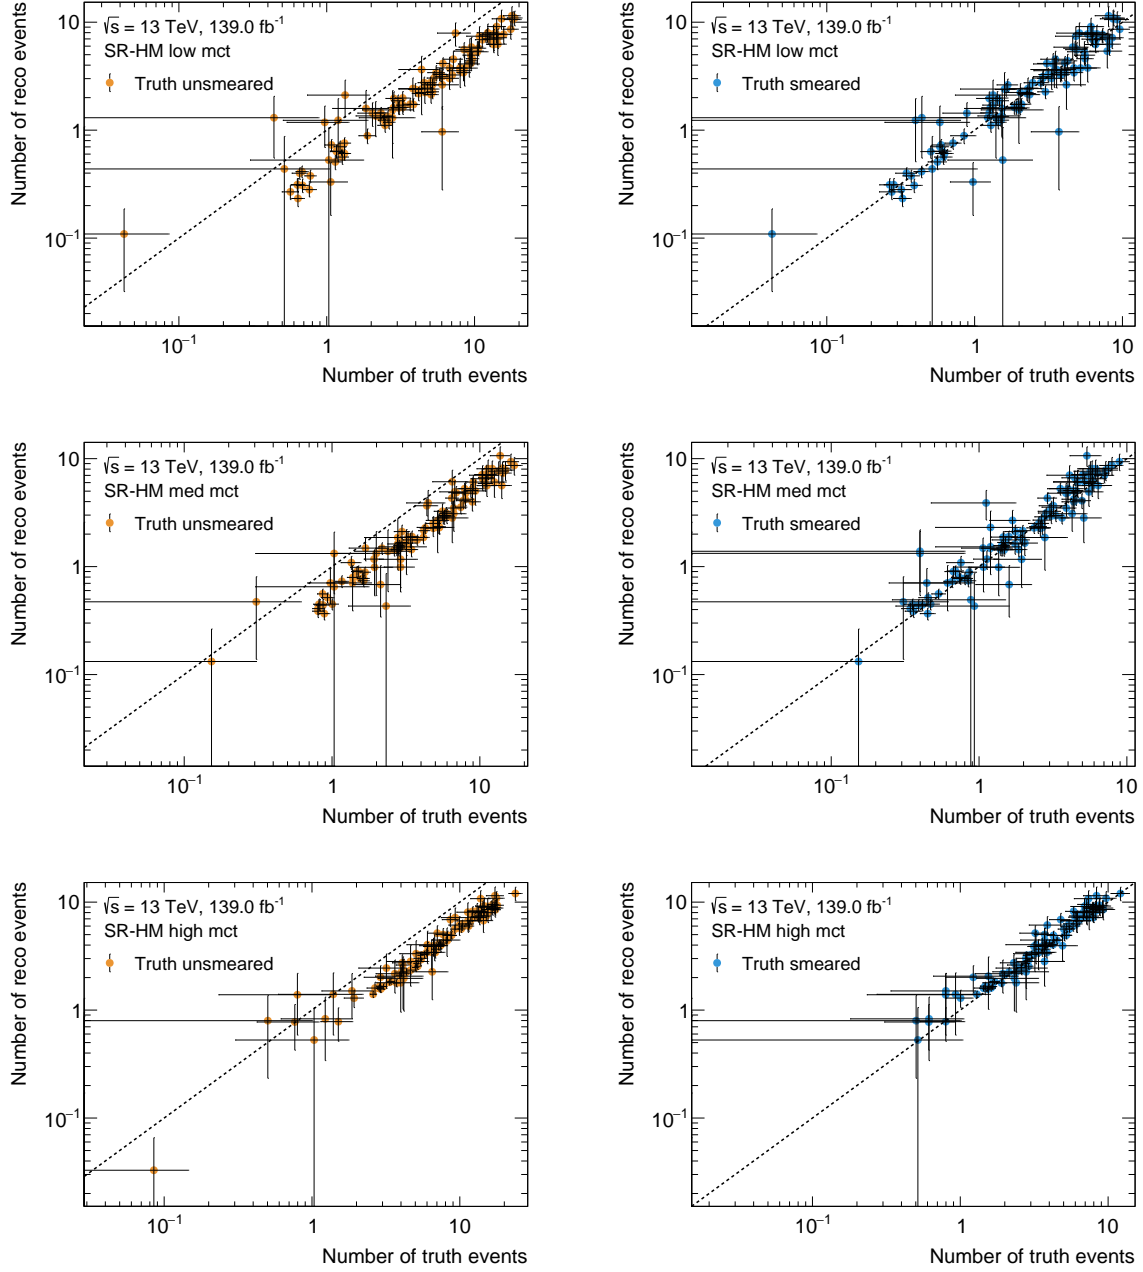 Number of reco events
10
1
10⁻¹
√s = 13 TeV, 139.0 fb⁻¹
SR-HM low mct
Truth unsmeared
10⁻¹
1
10
Number of truth events
Number of reco events
10
1
10⁻¹
√s = 13 TeV, 139.0 fb⁻¹
SR-HM low mct
Truth smeared
10⁻¹
1
10
Number of truth events
Number of reco events
10
1
10⁻¹
√s = 13 TeV, 139.0 fb⁻¹
SR-HM med mct
Truth unsmeared
10⁻¹
1
10
Number of truth events
Number of reco events
10
1
10⁻¹
√s = 13 TeV, 139.0 fb⁻¹
SR-HM med mct
Truth smeared
10⁻¹
1
10
Number of truth events
Number of reco events
10
1
10⁻¹
√s = 13 TeV, 139.0 fb⁻¹
SR-HM high mct
Truth unsmeared
10⁻¹
1
10
Number of truth events
Number of reco events
10
1
10⁻¹
√s = 13 TeV, 139.0 fb⁻¹
SR-HM high mct
Truth smeared
10⁻¹
1
10
Number of truth events